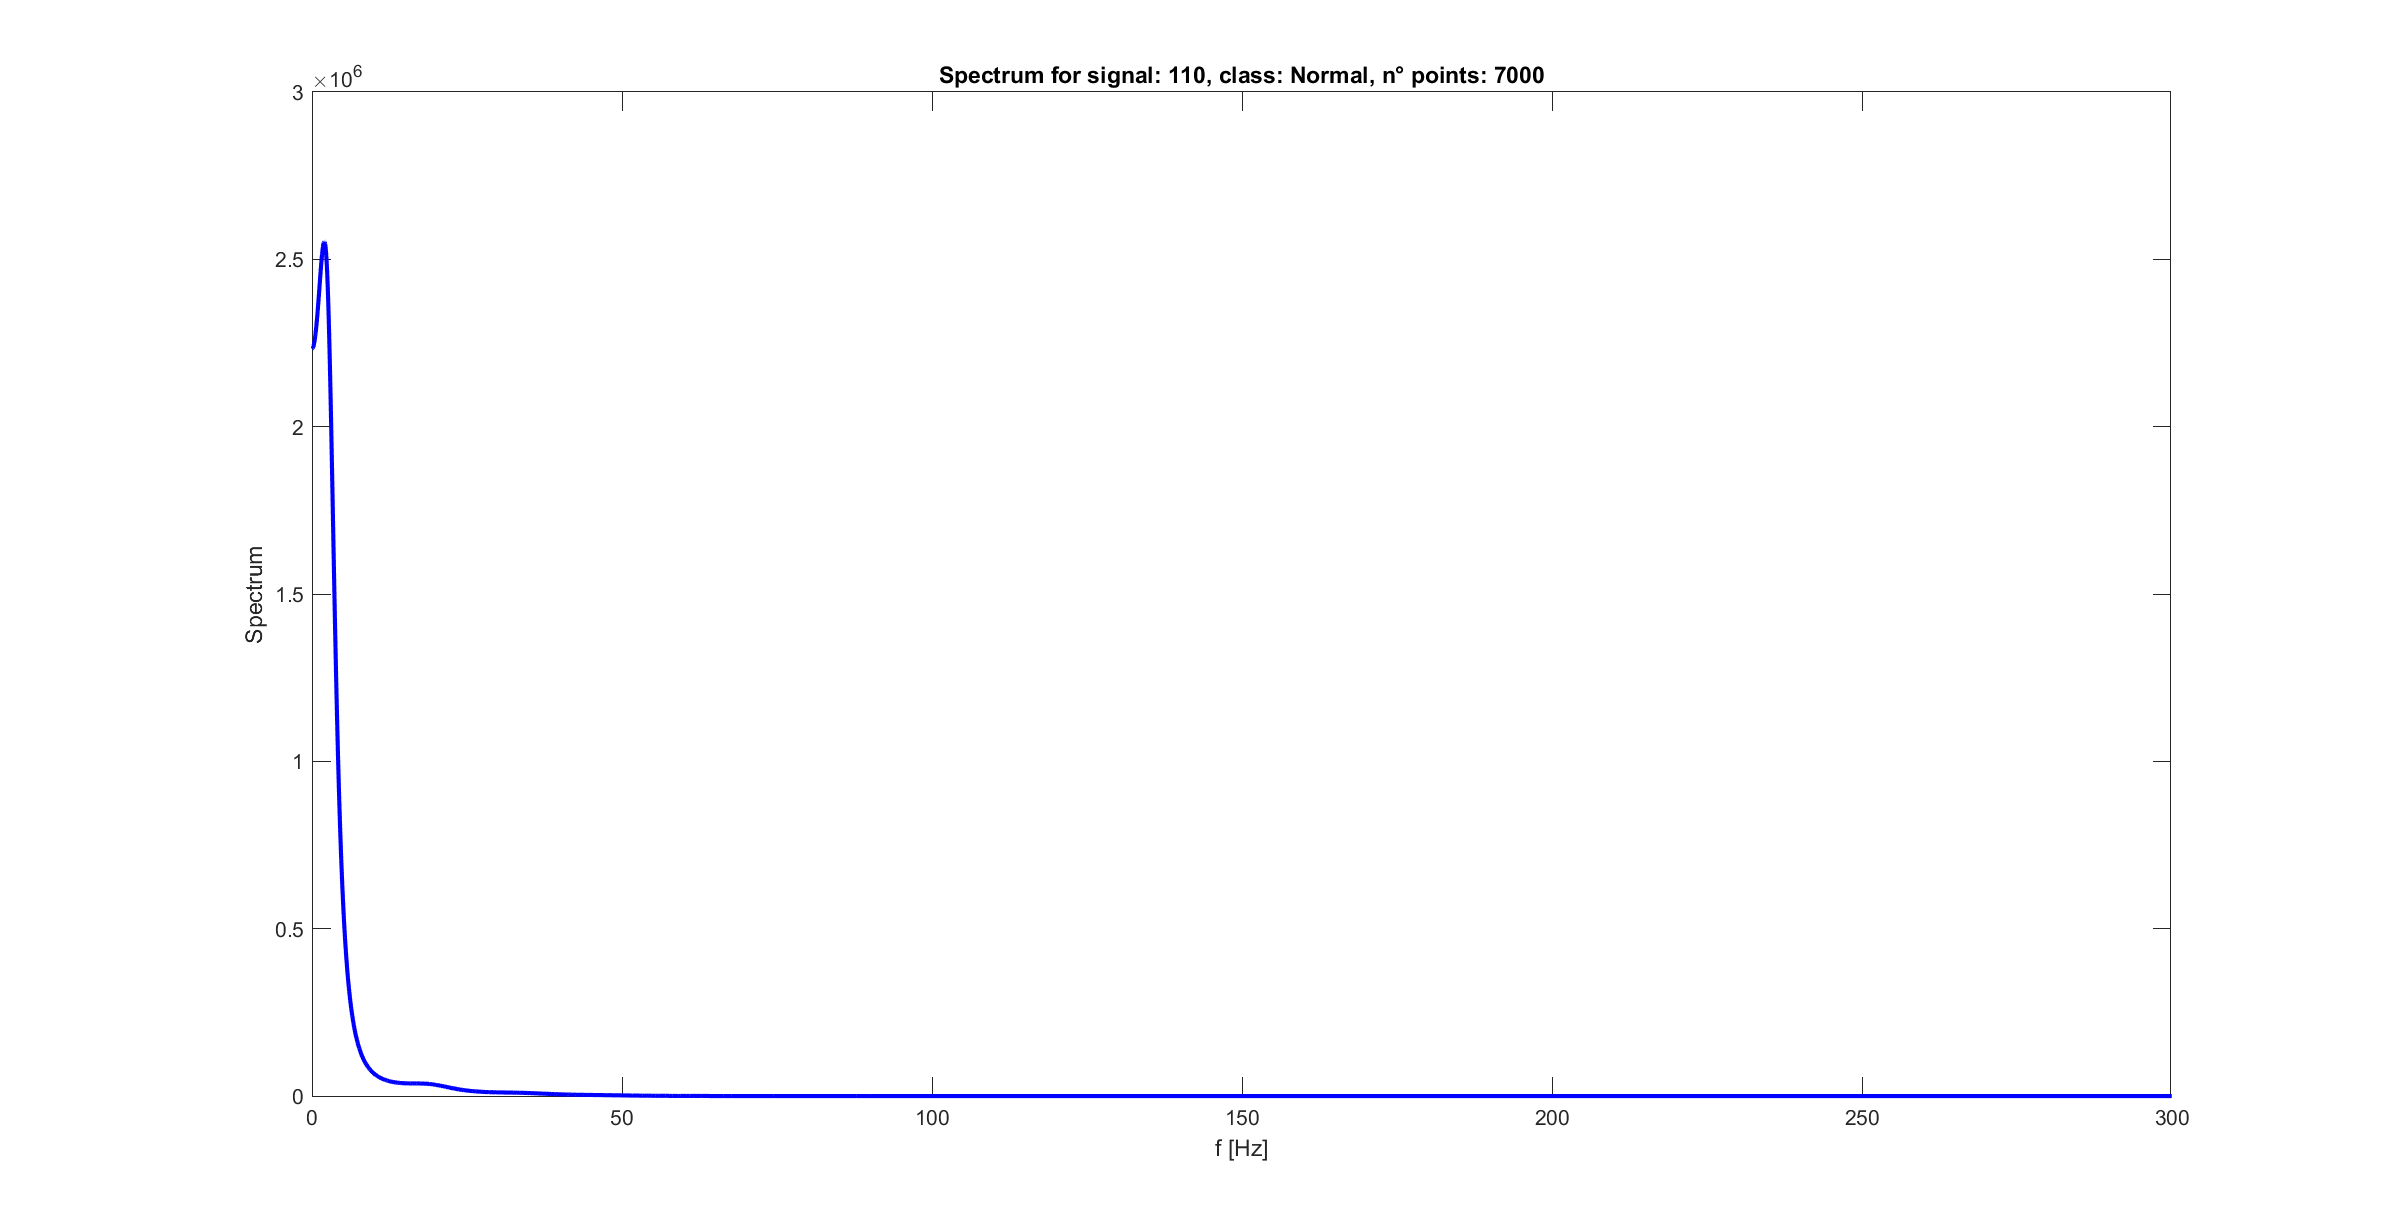 Spectrum for signal: 110, class: Normal, n° points: 7000
×10^6
3
2.5
2
1.5
1
0.5
0
Spectrum
0 50 100 150 200 250 300
f [Hz]